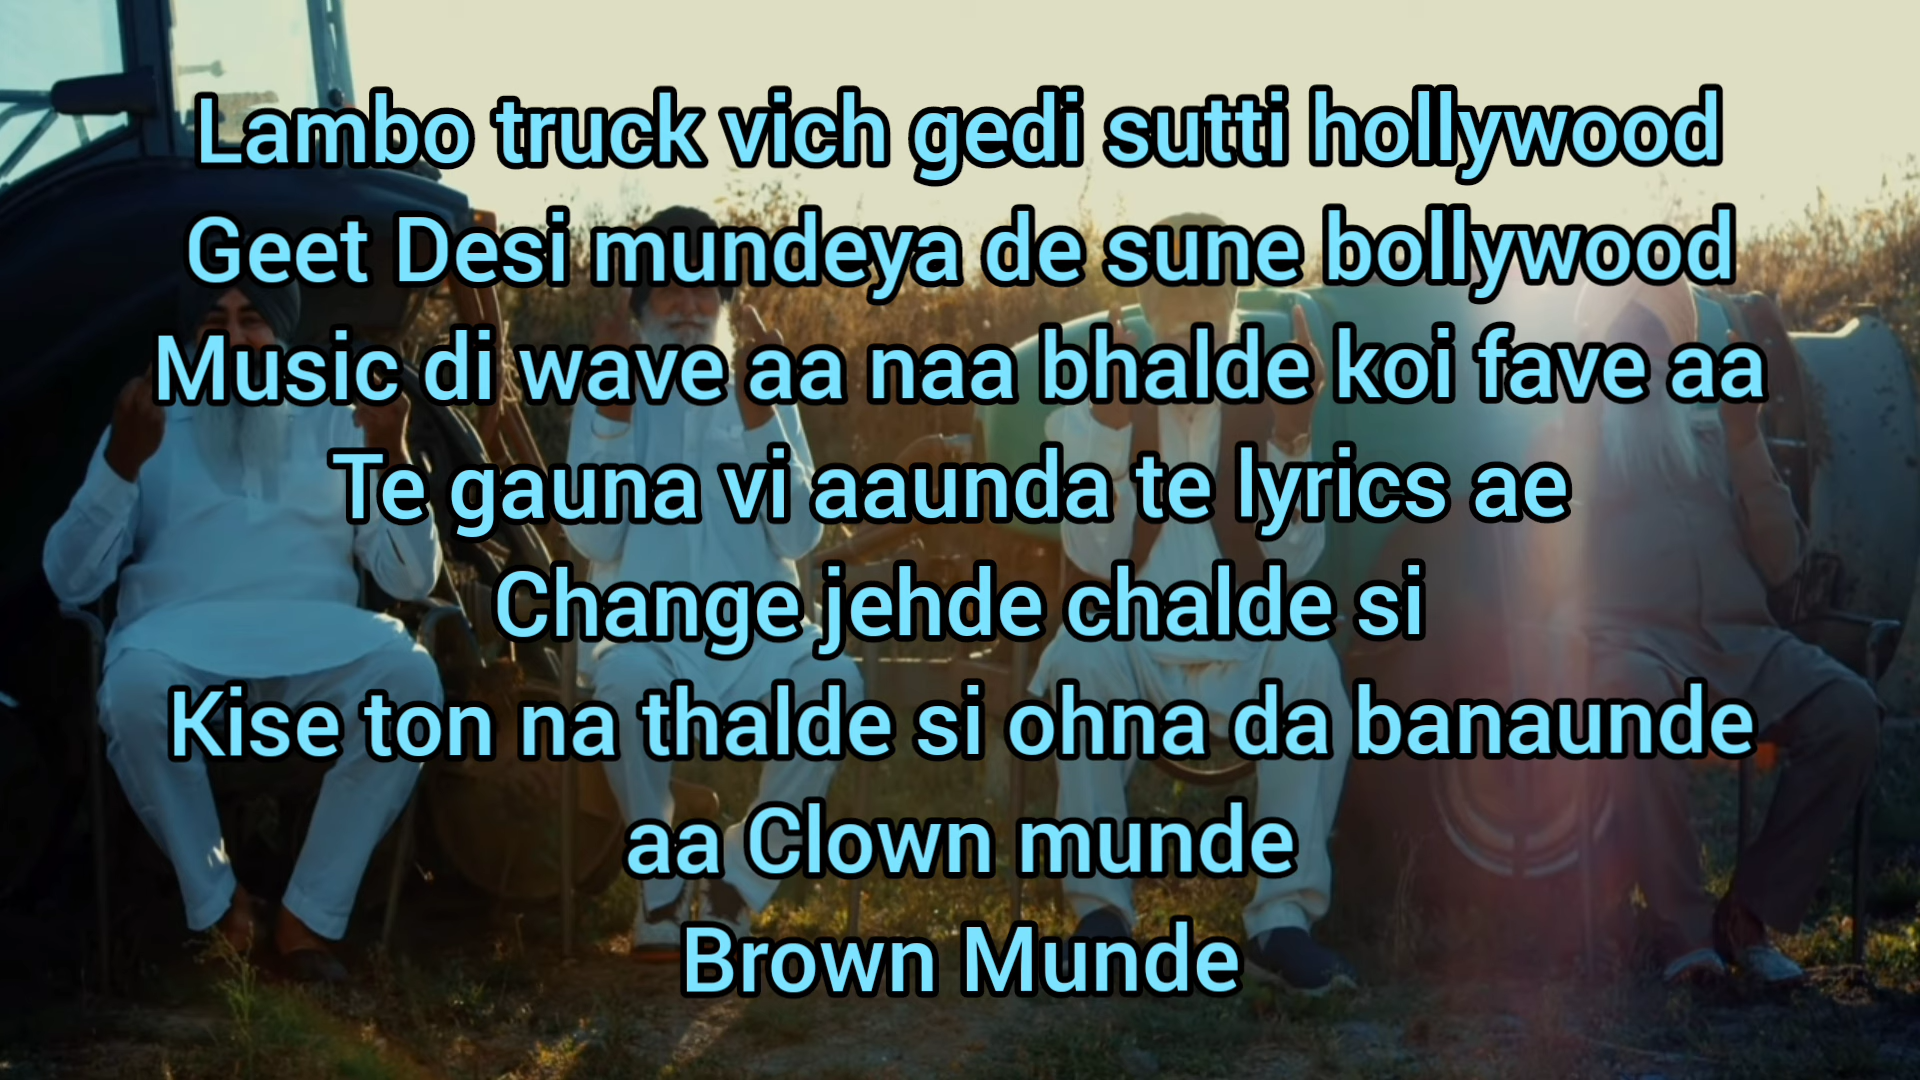 Lambo truck vich gedi sutti hollywood
Geet Desi mundeya de sune bollywood
Music di wave aa naa bhalde koi fave aa
Te gauna vi aaunda te lyrics ae
Change jehde chalde si
Kise ton na thalde si ohna da banaunde
aa Clown munde
Brown Munde